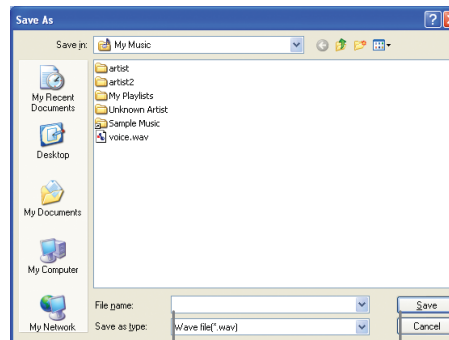 Save As
Save in:
My Music
My Recent
Documents
Desktop
My Documents
My Computer
My Network
artist
artist2
My Playlists
Unknown Artist
Sample Music
voice.wav
File name:
Save
Save as type:
Wave file(*.wav)
Cancel